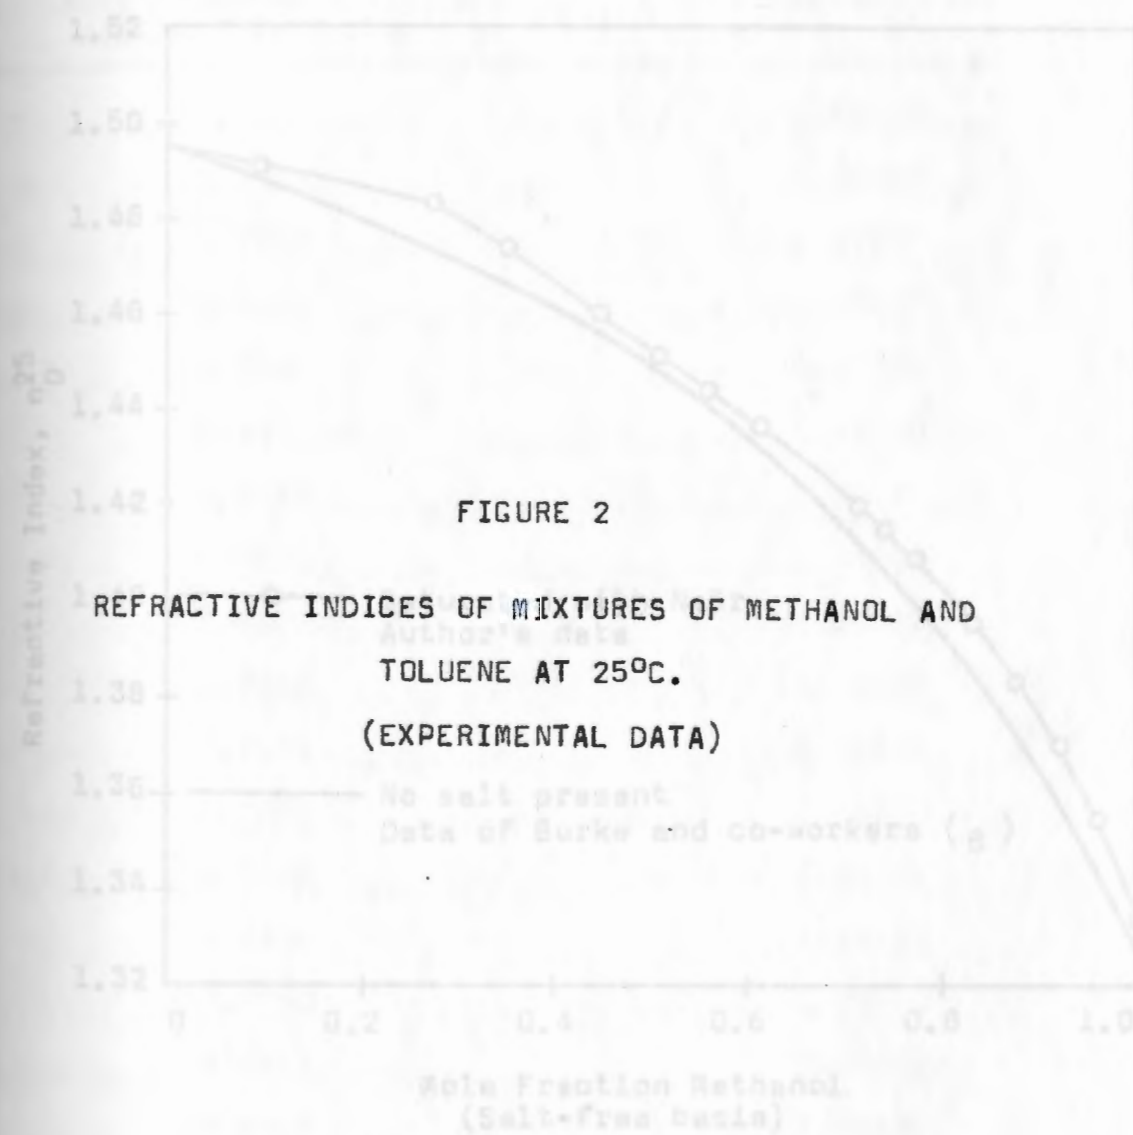 1.52
1.50
1.48
1.46
1.44
1.42
1.38
1.36
1.34
1.32
Refractive Index, n25D
FIGURE 2
REFRACTIVE INDICES OF MIXTURES OF METHANOL AND
TOLUENE AT 25°C.
(EXPERIMENTAL DATA)
Author's data
No salt present
Data of Burke and co-workers (8)
0 0.2 0.4 0.6 0.8 1.0
Mole Fraction Methanol
(Salt-free basis)